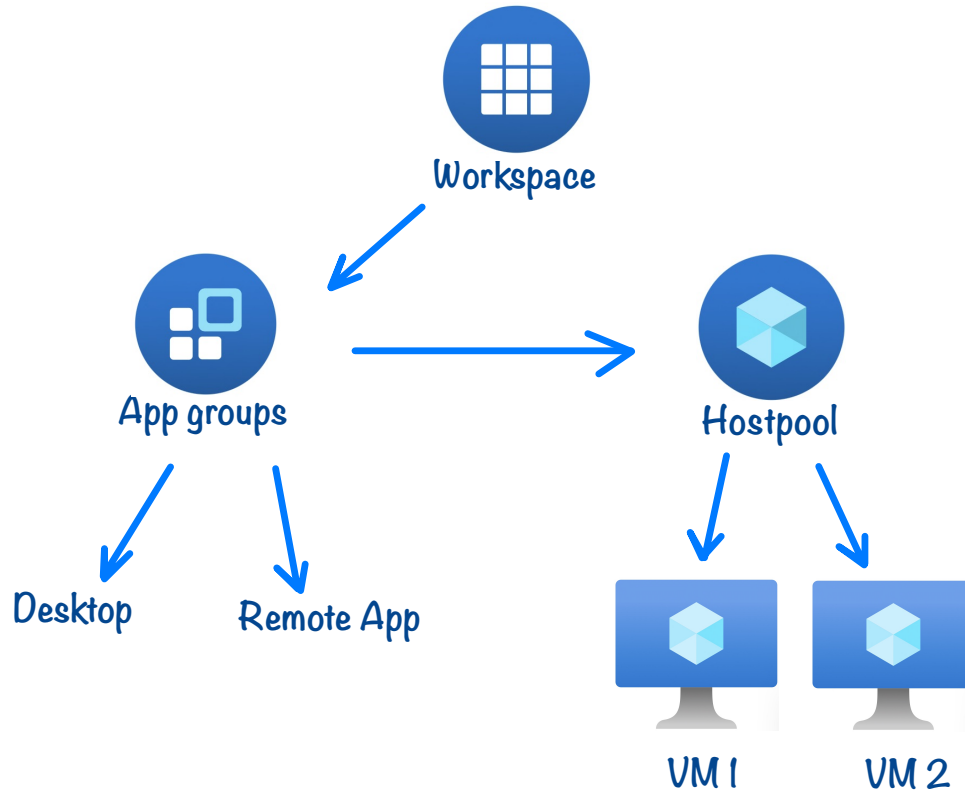 Workspace
App groups
Hostpool
Desktop
Remote App
VM 1
VM 2